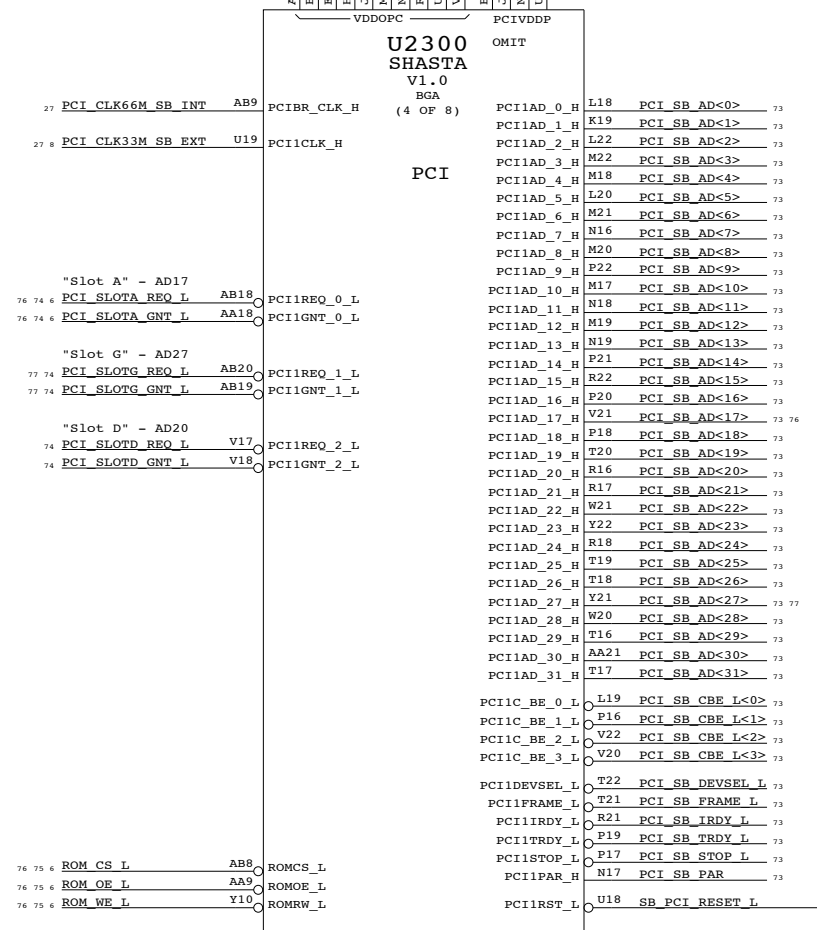 VDDOPC PCIVDDP
U2300 OMIT
SHASTA
V1.0
BGA
(4 OF 8)
PCI
27 PCI_CLK66M_SB_INT AB9 PCIBR_CLK_H
27 8 PCI_CLK33M_SB_EXT U19 PCI1CLK_H
"Slot A" - AD17
76 74 6 PCI_SLOTA_REQ_L AB18 PCI1REQ_0_L
76 74 6 PCI_SLOTA_GNT_L AA18 PCI1GNT_0_L
"Slot G" - AD27
77 74 PCI_SLOTG_REQ_L AB20 PCI1REQ_1_L
77 74 PCI_SLOTG_GNT_L AB19 PCI1GNT_1_L
"Slot D" - AD20
74 PCI_SLOTD_REQ_L V17 PCI1REQ_2_L
74 PCI_SLOTD_GNT_L V18 PCI1GNT_2_L
76 75 6 ROM_CS_L AB8 ROMCS_L
76 75 6 ROM_OE_L AA9 ROMOE_L
76 75 6 ROM_WE_L Y10 ROMRW_L
PCI1AD_0_H L18 PCI_SB_AD<0> 73
PCI1AD_1_H K19 PCI_SB_AD<1> 73
PCI1AD_2_H L22 PCI_SB_AD<2> 73
PCI1AD_3_H M22 PCI_SB_AD<3> 73
PCI1AD_4_H M18 PCI_SB_AD<4> 73
PCI1AD_5_H L20 PCI_SB_AD<5> 73
PCI1AD_6_H M21 PCI_SB_AD<6> 73
PCI1AD_7_H N16 PCI_SB_AD<7> 73
PCI1AD_8_H M20 PCI_SB_AD<8> 73
PCI1AD_9_H P22 PCI_SB_AD<9> 73
PCI1AD_10_H M17 PCI_SB_AD<10> 73
PCI1AD_11_H N18 PCI_SB_AD<11> 73
PCI1AD_12_H M19 PCI_SB_AD<12> 73
PCI1AD_13_H N19 PCI_SB_AD<13> 73
PCI1AD_14_H P21 PCI_SB_AD<14> 73
PCI1AD_15_H R22 PCI_SB_AD<15> 73
PCI1AD_16_H P20 PCI_SB_AD<16> 73
PCI1AD_17_H V21 PCI_SB_AD<17> 73 76
PCI1AD_18_H P18 PCI_SB_AD<18> 73
PCI1AD_19_H T20 PCI_SB_AD<19> 73
PCI1AD_20_H R16 PCI_SB_AD<20> 73
PCI1AD_21_H R17 PCI_SB_AD<21> 73
PCI1AD_22_H W21 PCI_SB_AD<22> 73
PCI1AD_23_H Y22 PCI_SB_AD<23> 73
PCI1AD_24_H R18 PCI_SB_AD<24> 73
PCI1AD_25_H T19 PCI_SB_AD<25> 73
PCI1AD_26_H T18 PCI_SB_AD<26> 73
PCI1AD_27_H Y21 PCI_SB_AD<27> 73 77
PCI1AD_28_H W20 PCI_SB_AD<28> 73
PCI1AD_29_H T16 PCI_SB_AD<29> 73
PCI1AD_30_H AA21 PCI_SB_AD<30> 73
PCI1AD_31_H T17 PCI_SB_AD<31> 73
PCI1C_BE_0_L L19 PCI_SB_CBE_L<0> 73
PCI1C_BE_1_L P16 PCI_SB_CBE_L<1> 73
PCI1C_BE_2_L V22 PCI_SB_CBE_L<2> 73
PCI1C_BE_3_L V20 PCI_SB_CBE_L<3> 73
PCI1DEVSEL_L T22 PCI_SB_DEVSEL_L 73
PCI1FRAME_L T21 PCI_SB_FRAME_L 73
PCI1IRDY_L R21 PCI_SB_IRDY_L 73
PCI1TRDY_L P19 PCI_SB_TRDY_L 73
PCI1STOP_L P17 PCI_SB_STOP_L 73
PCI1PAR_H N17 PCI_SB_PAR 73
PCI1RST_L U18 SB_PCI_RESET_L